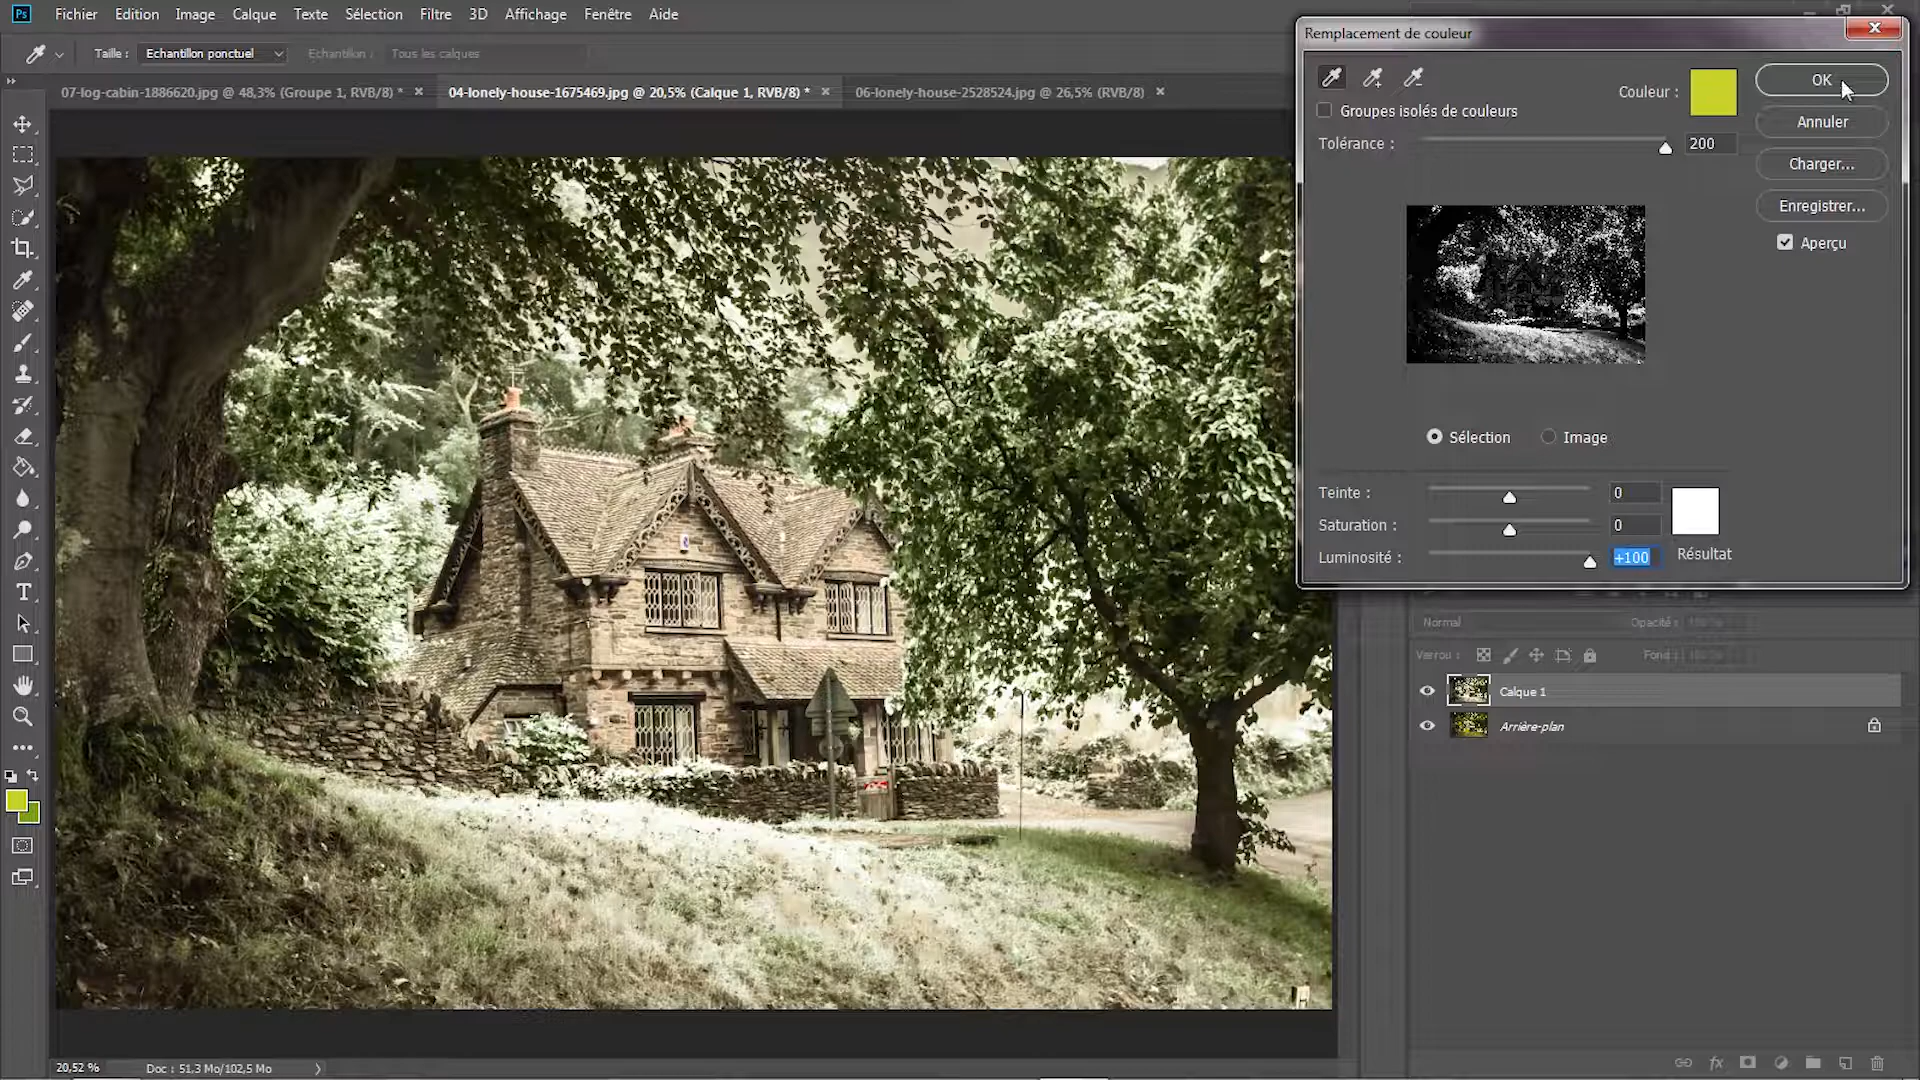 Ps Fichier Edition Image Calque Texte Sélection Filtre 3D Affichage Fenêtre Aide
Taille : Echantillon ponctuel Echantillon : Tous les calques
07-log-cabin-1886620.jpg @ 48,3% (Groupe 1, RVB/8) * × 04-lonely-house-1675469.jpg @ 20,5% (Calque 1, RVB/8) * × 06-lonely-house-2528524.jpg @ 26,5% (RVB/8) ×
Remplacement de couleur
Couleur :
OK
Groupes isolés de couleurs
Annuler
Tolérance :
200
Charger...
Enregistrer...
Aperçu
Sélection
Image
Teinte :
0
Saturation :
0
Luminosité :
+100
Résultat
Normal
Opacité :
Verrou :
Fond :
Calque 1
Arrière-plan
20,52 %
Doc : 51,3 Mo/102,5 Mo